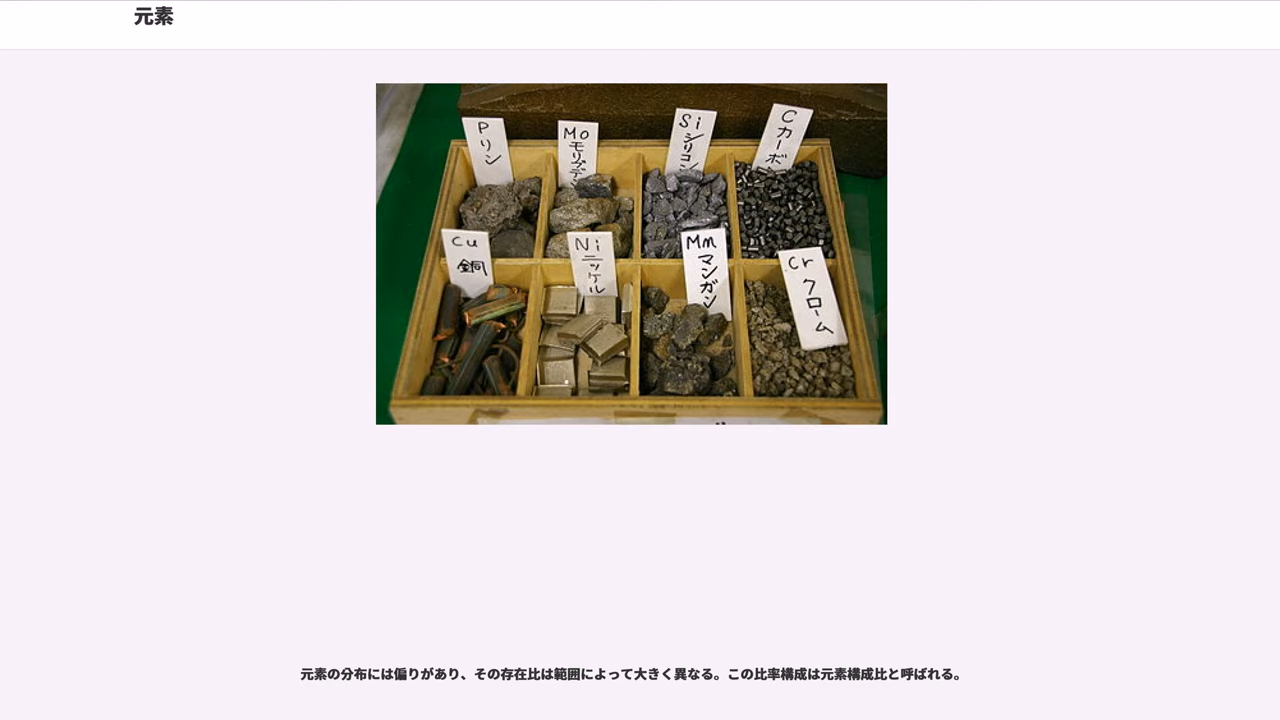 元素
P リン
Mo モリブデン
Si シリコン
C カーボン
Cu 銅
Ni ニッケル
Mn マンガン
Cr クローム
元素の分布には偏りがあり、その存在比は範囲によって大きく異なる。この比率構成は元素構成比と呼ばれる。